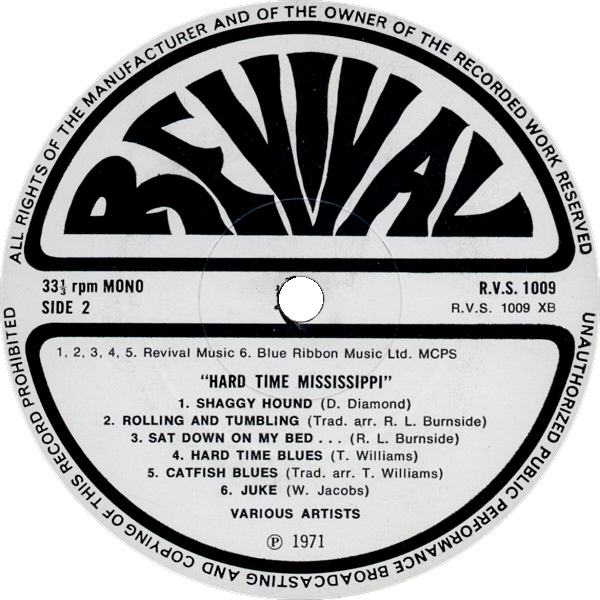 ALL RIGHTS OF THE MANUFACTURER AND OF THE OWNER OF THE RECORDED WORK RESERVED
REVIVAL
33⅓ rpm MONO
SIDE 2
R.V.S. 1009
R.V.S. 1009 XB
1, 2, 3, 4, 5. Revival Music 6. Blue Ribbon Music Ltd. MCPS
"HARD TIME MISSISSIPPI"
1. SHAGGY HOUND (D. Diamond)
2. ROLLING AND TUMBLING (Trad. arr. R. L. Burnside)
3. SAT DOWN ON MY BED . . . (R. L. Burnside)
4. HARD TIME BLUES (T. Williams)
5. CATFISH BLUES (Trad. arr. T. Williams)
6. JUKE (W. Jacobs)
VARIOUS ARTISTS
℗ 1971
UNAUTHORIZED PUBLIC PERFORMANCE BROADCASTING AND COPYING OF THIS RECORD PROHIBITED